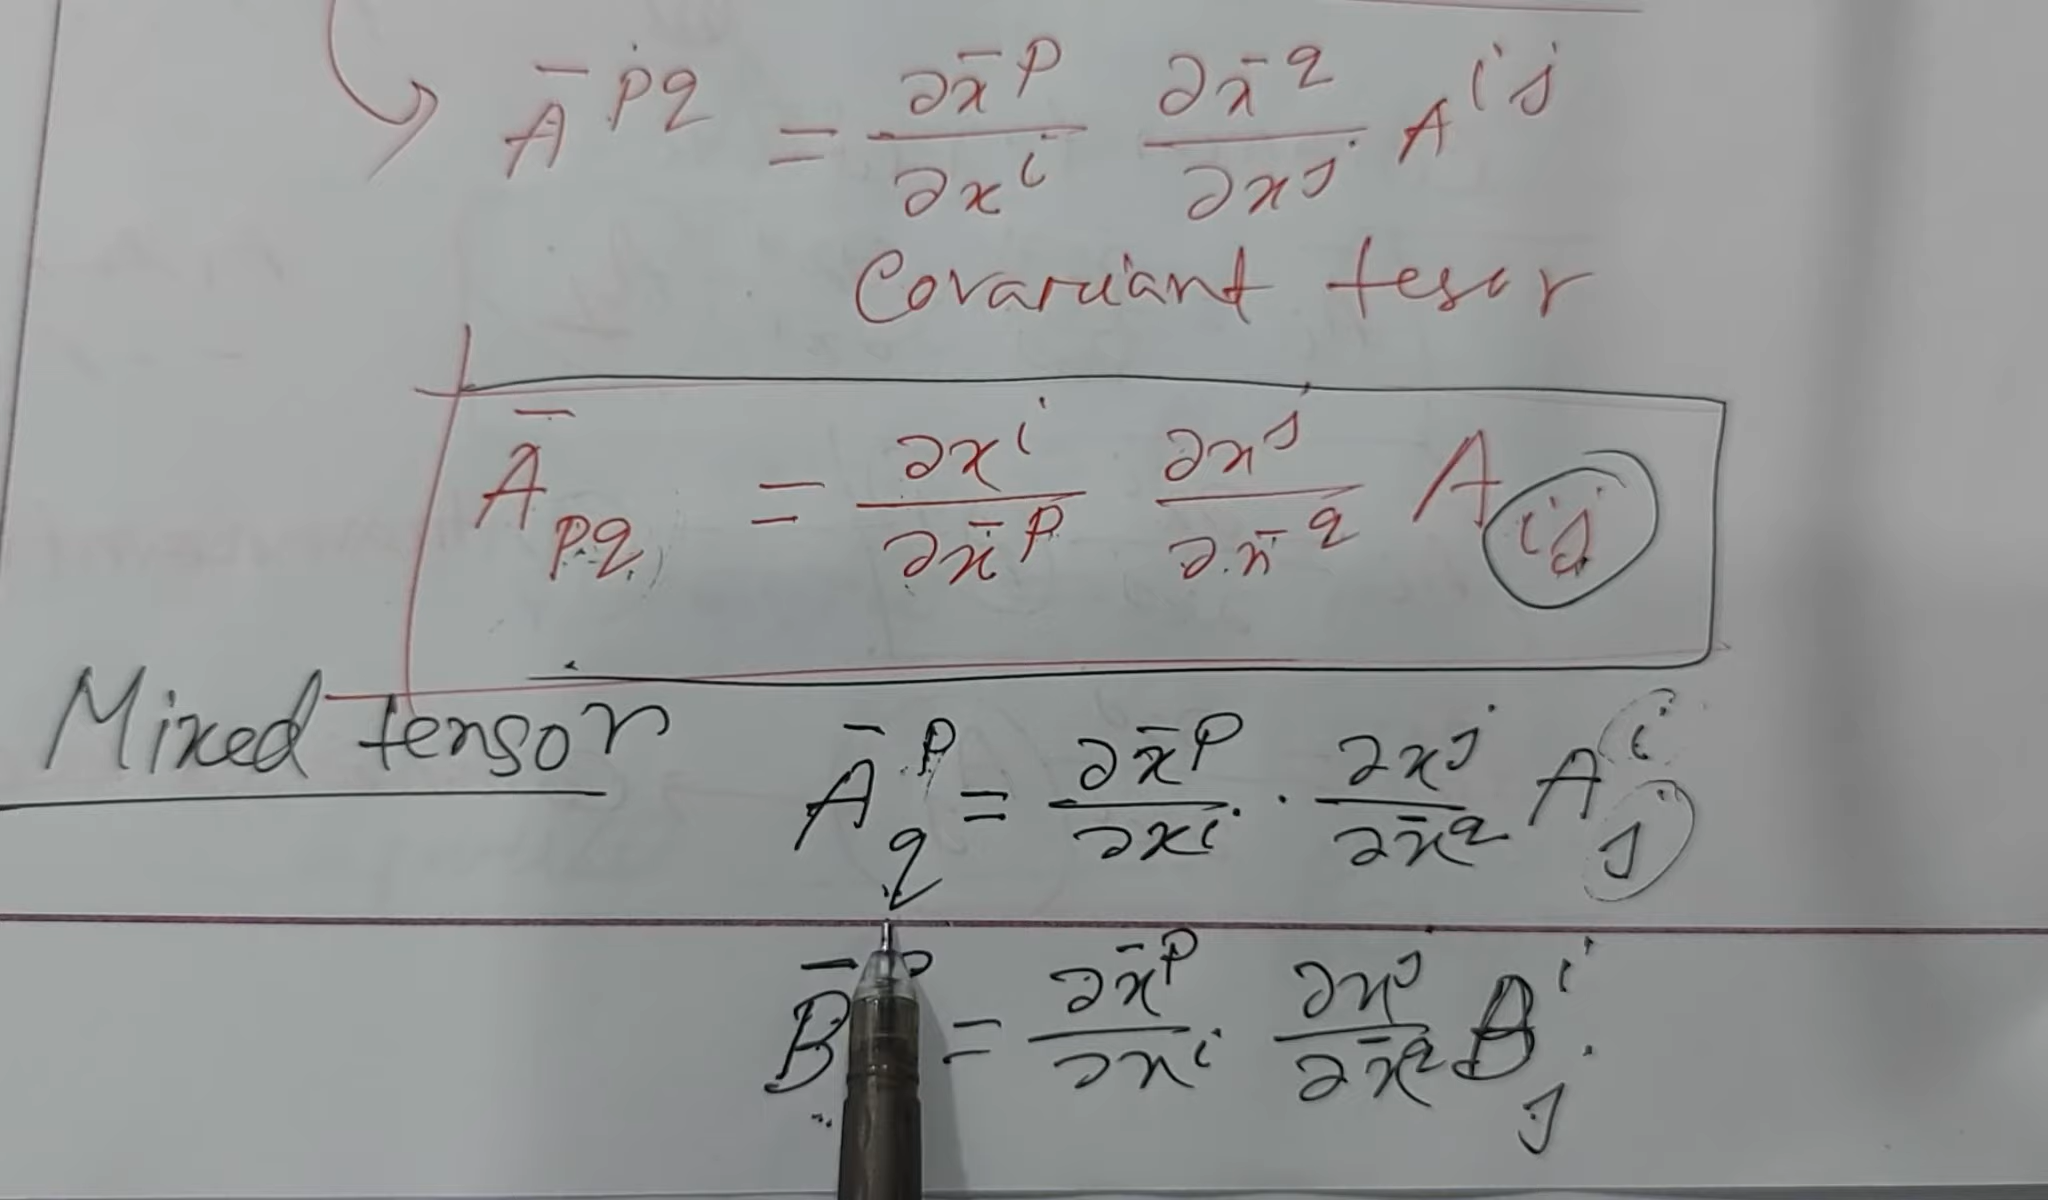 Ā^{pq} = ∂x̄^p/∂x^i ∂x̄^q/∂x^j A^{ij}
Covariant tesor
Ā_{pq} = ∂x^i/∂x̄^p ∂x^j/∂x̄^q A_{ij}
Mixed tensor Ā^p_q = ∂x̄^p/∂x^i · ∂x^j/∂x̄^q A^i_j
B̄^p = ∂x̄^p/∂x^i ∂x^j/∂x̄^q B^i_j